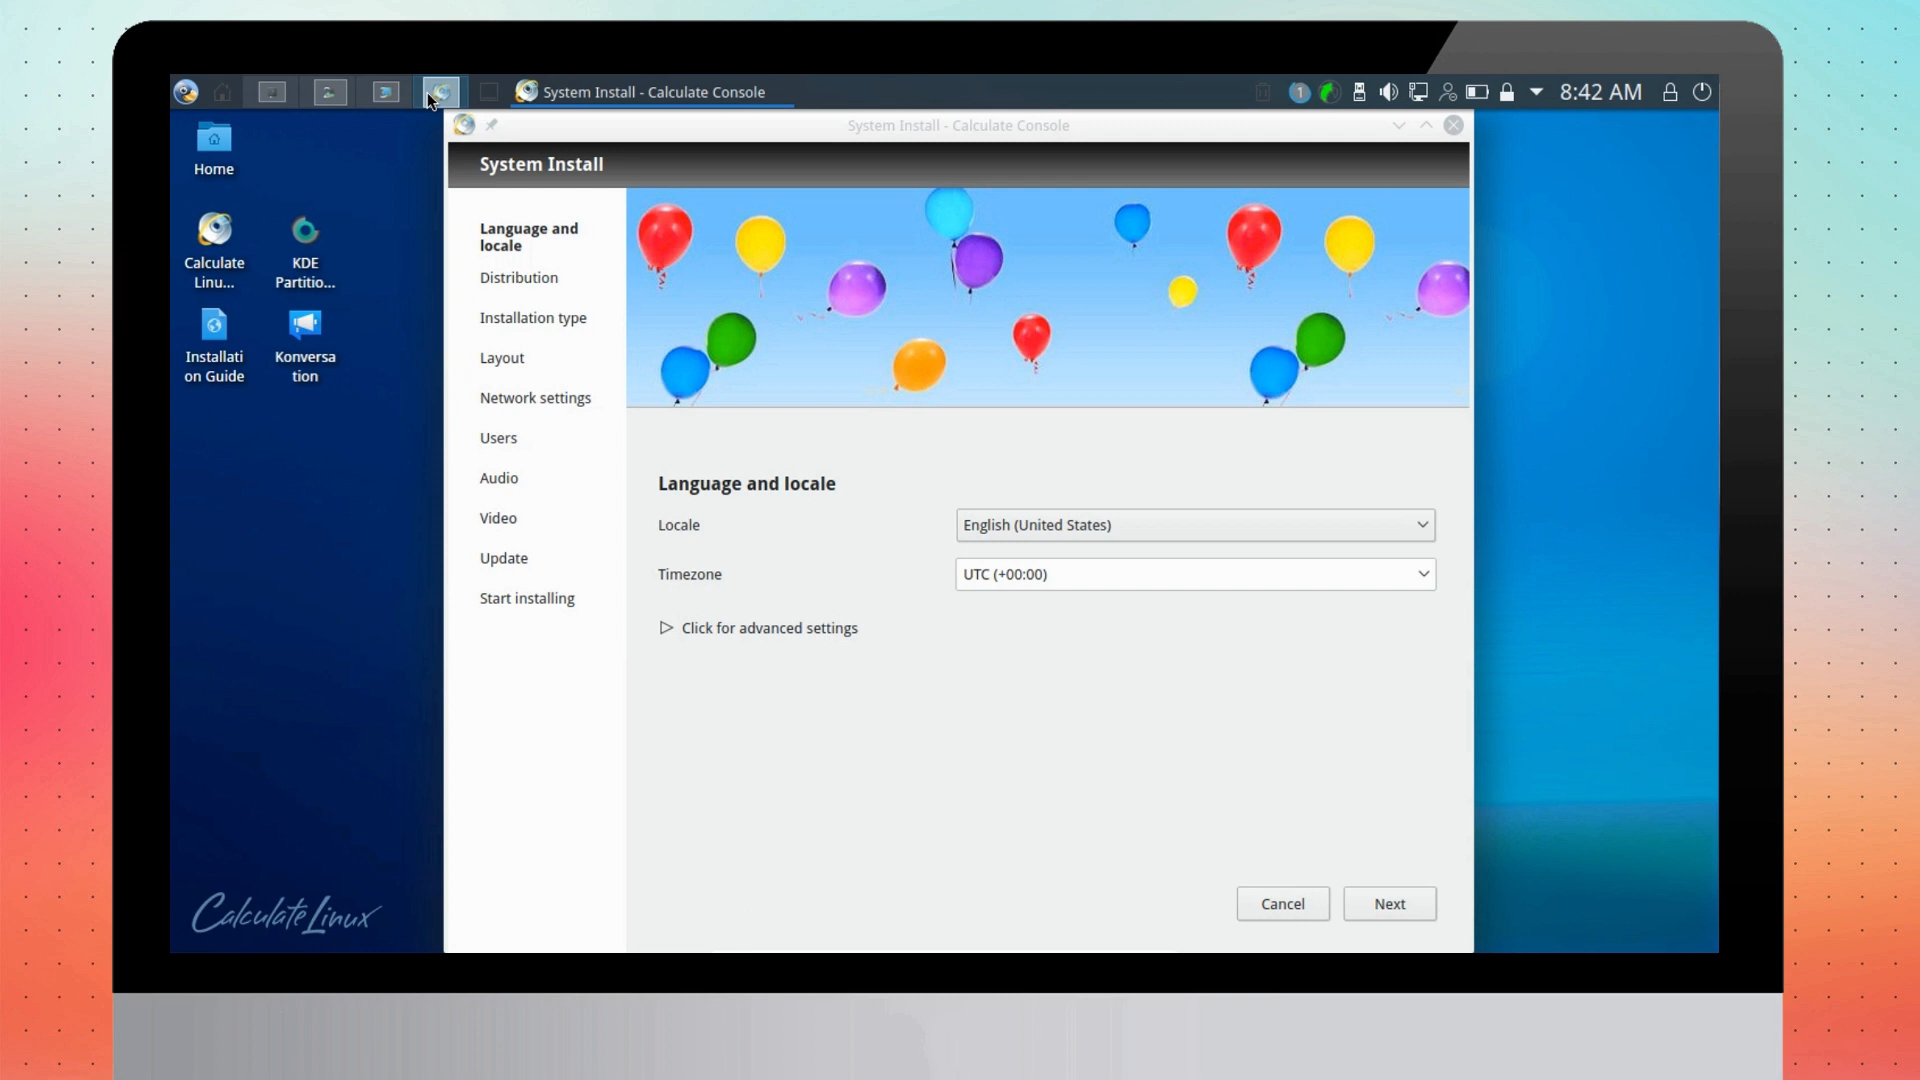 System Install - Calculate Console
1
8:42 AM
System Install - Calculate Console
System Install
Home
Calculate
Linu...
KDE
Partitio...
Installati
on Guide
Konversa
tion
Language and
locale
Distribution
Installation type
Layout
Network settings
Users
Audio
Video
Update
Start installing
Language and locale
Locale
English (United States)
Timezone
UTC (+00:00)
Click for advanced settings
Cancel
Next
Calculate Linux